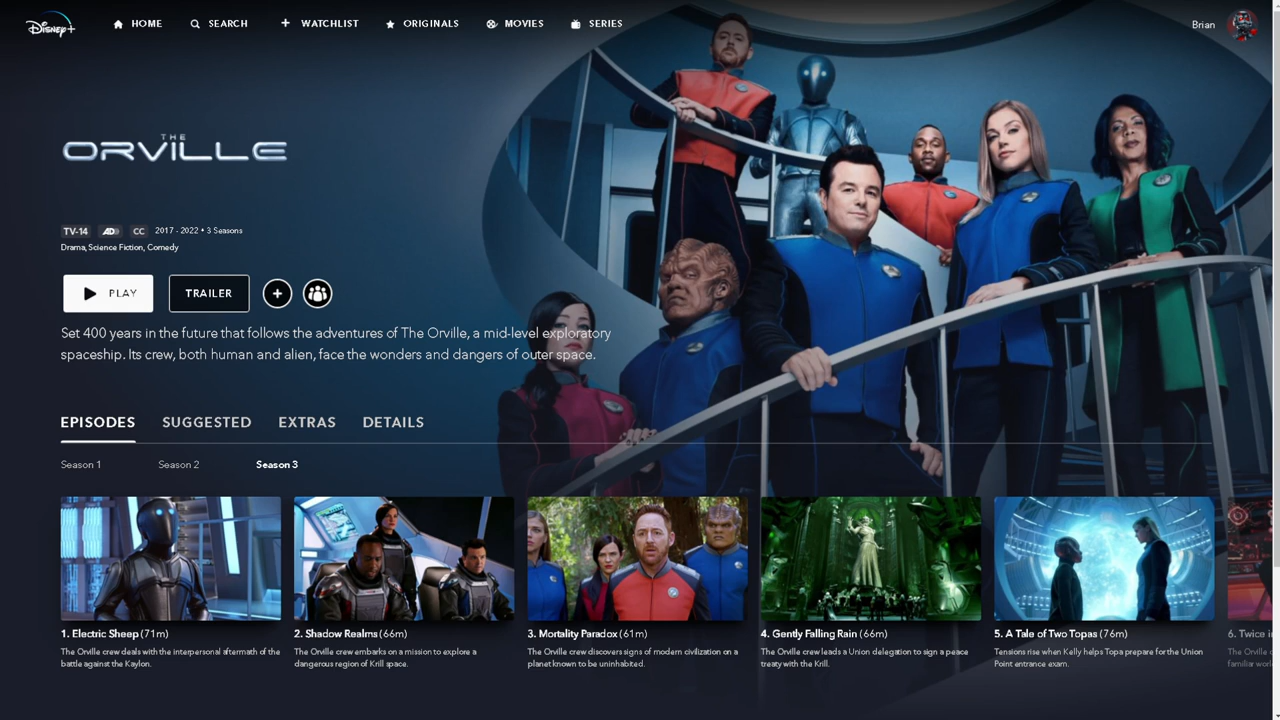 Disney+
HOME
SEARCH
WATCHLIST
ORIGINALS
MOVIES
SERIES
Brian
THE
ORVILLE
TV-14 AD CC 2017 - 2022 • 3 Seasons
Drama, Science Fiction, Comedy
PLAY
TRAILER
Set 400 years in the future that follows the adventures of The Orville, a mid-level exploratory
spaceship. Its crew, both human and alien, face the wonders and dangers of outer space.
EPISODES
SUGGESTED
EXTRAS
DETAILS
Season 1
Season 2
Season 3
1. Electric Sheep (71m)
The Orville crew deals with the interpersonal aftermath of the
battle against the Kaylon.
2. Shadow Realms (66m)
The Orville crew embarks on a mission to explore a
dangerous region of Krill space.
3. Mortality Paradox (61m)
The Orville crew discovers signs of modern civilization on a
planet known to be uninhabited.
4. Gently Falling Rain (66m)
The Orville crew leads a Union delegation to sign a peace
treaty with the Krill.
5. A Tale of Two Topas (76m)
Tensions rise when Kelly helps Topa prepare for the Union
Point entrance exam.
6. Twice
The Orville
familiar